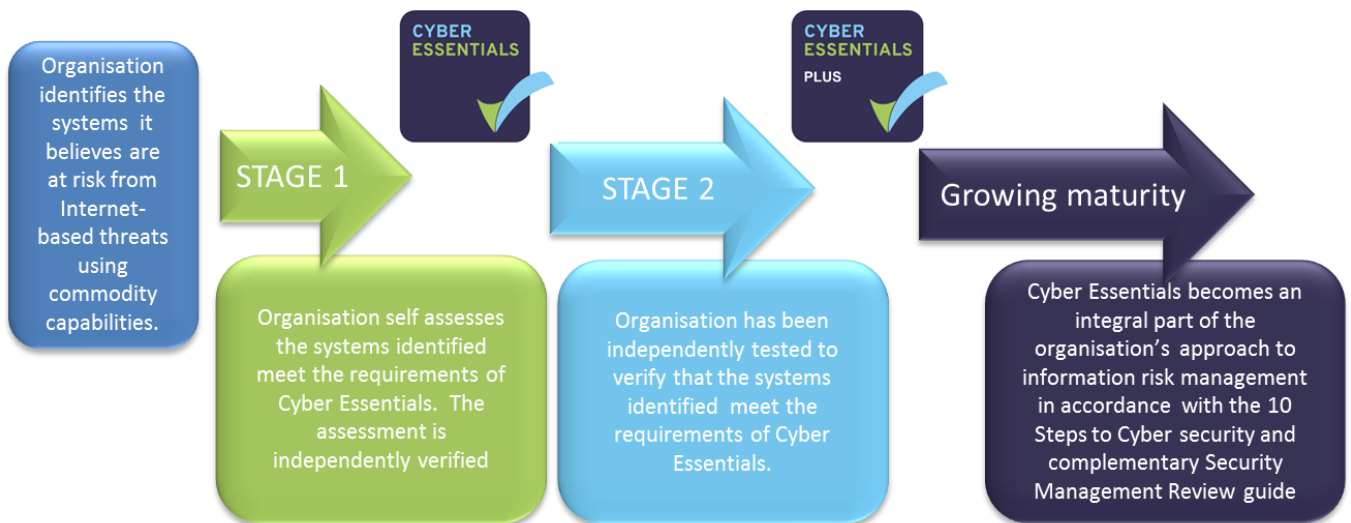 Organisation
identifies the
systems it
believes are
at risk from
Internet-
based threats
using
commodity
capabilities.
STAGE 1
CYBER
ESSENTIALS
Organisation self assesses
the systems identified
meet the requirements of
Cyber Essentials. The
assessment is
independently verified
STAGE 2
CYBER
ESSENTIALS
PLUS
Organisation has been
independently tested to
verify that the systems
identified meet the
requirements of Cyber
Essentials.
Growing maturity
Cyber Essentials becomes an
integral part of the
organisation’s approach to
information risk management
in accordance with the 10
Steps to Cyber security and
complementary Security
Management Review guide